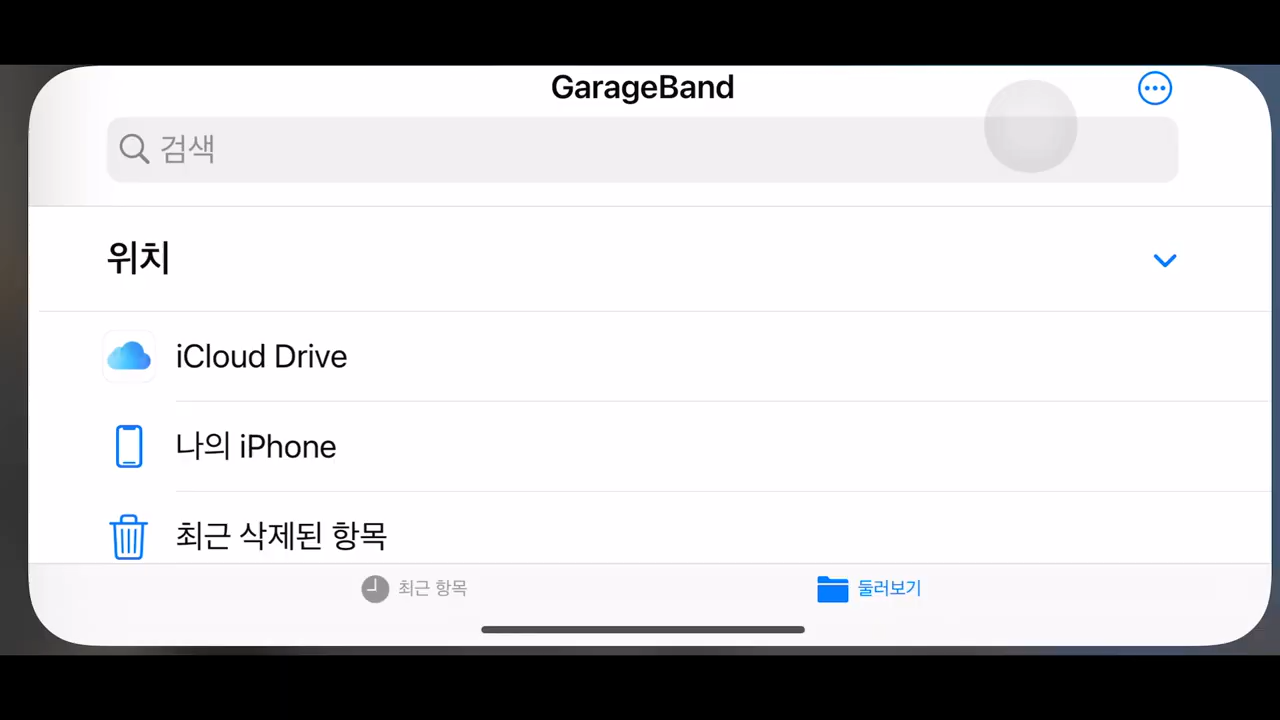 GarageBand
검색
위치
iCloud Drive
나의 iPhone
최근 삭제된 항목
최근 항목
둘러보기